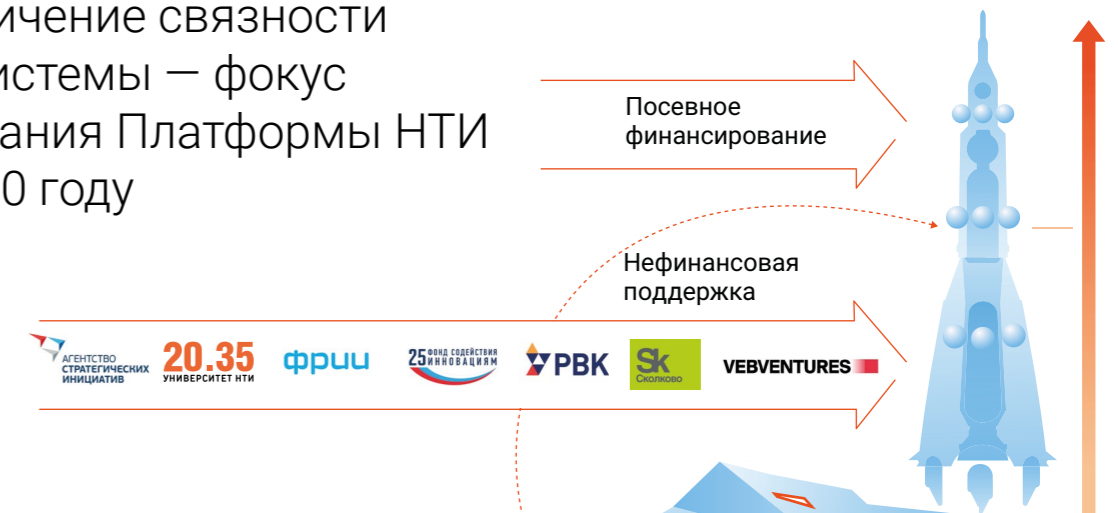 ичение связности
истемы — фокус
ания Платформы НТИ
0 году
Посевное
финансирование
Нефинансовая
поддержка
АГЕНТСТВО
СТРАТЕГИЧЕСКИХ
ИНИЦИАТИВ
20.35
УНИВЕРСИТЕТ НТИ
фрии
25 ФОНД СОДЕЙСТВИЯ
ИННОВАЦИЯМ
РВК
Sk
Сколково
VEBVENTURES